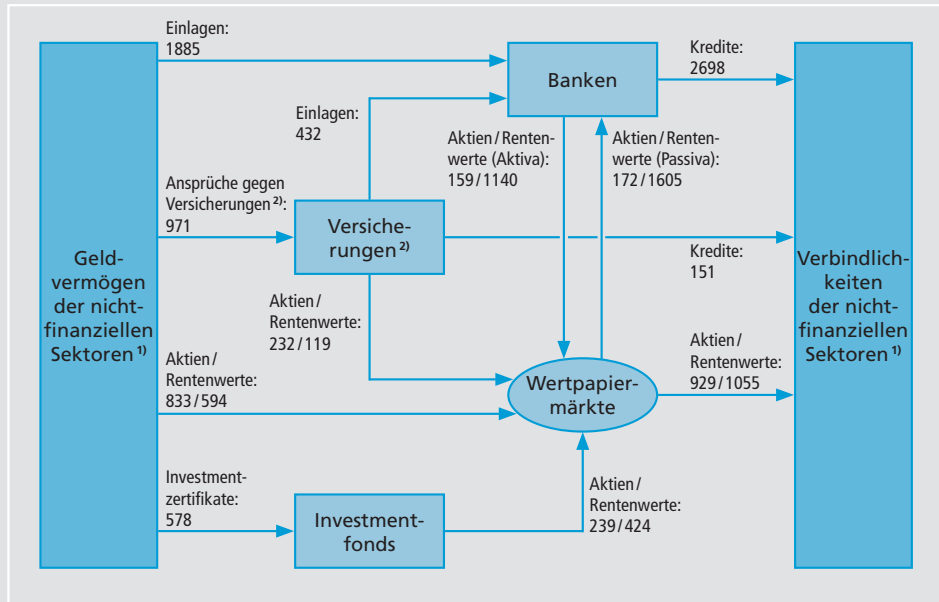 Einlagen:
1885
Banken
Kredite:
2698
Einlagen:
432
Aktien / Renten-
werte (Aktiva):
159 / 1140
Aktien / Renten-
werte (Passiva):
172 / 1605
Ansprüche gegen
Versicherungen 2):
971
Versiche-
rungen 2)
Kredite:
151
Geld-
vermögen
der nicht-
finanziellen
Sektoren 1)
Verbindlich-
keiten
der nicht-
finanziellen
Sektoren 1)
Aktien /
Rentenwerte:
232 / 119
Aktien /
Rentenwerte:
833 / 594
Wertpapier-
märkte
Aktien /
Rentenwerte:
929 / 1055
Investment-
zertifikate:
578
Investment-
fonds
Aktien /
Rentenwerte:
239 / 424